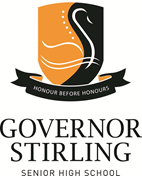 HONOUR BEFORE HONOURS
GOVERNOR
STIRLING
SENIOR HIGH SCHOOL